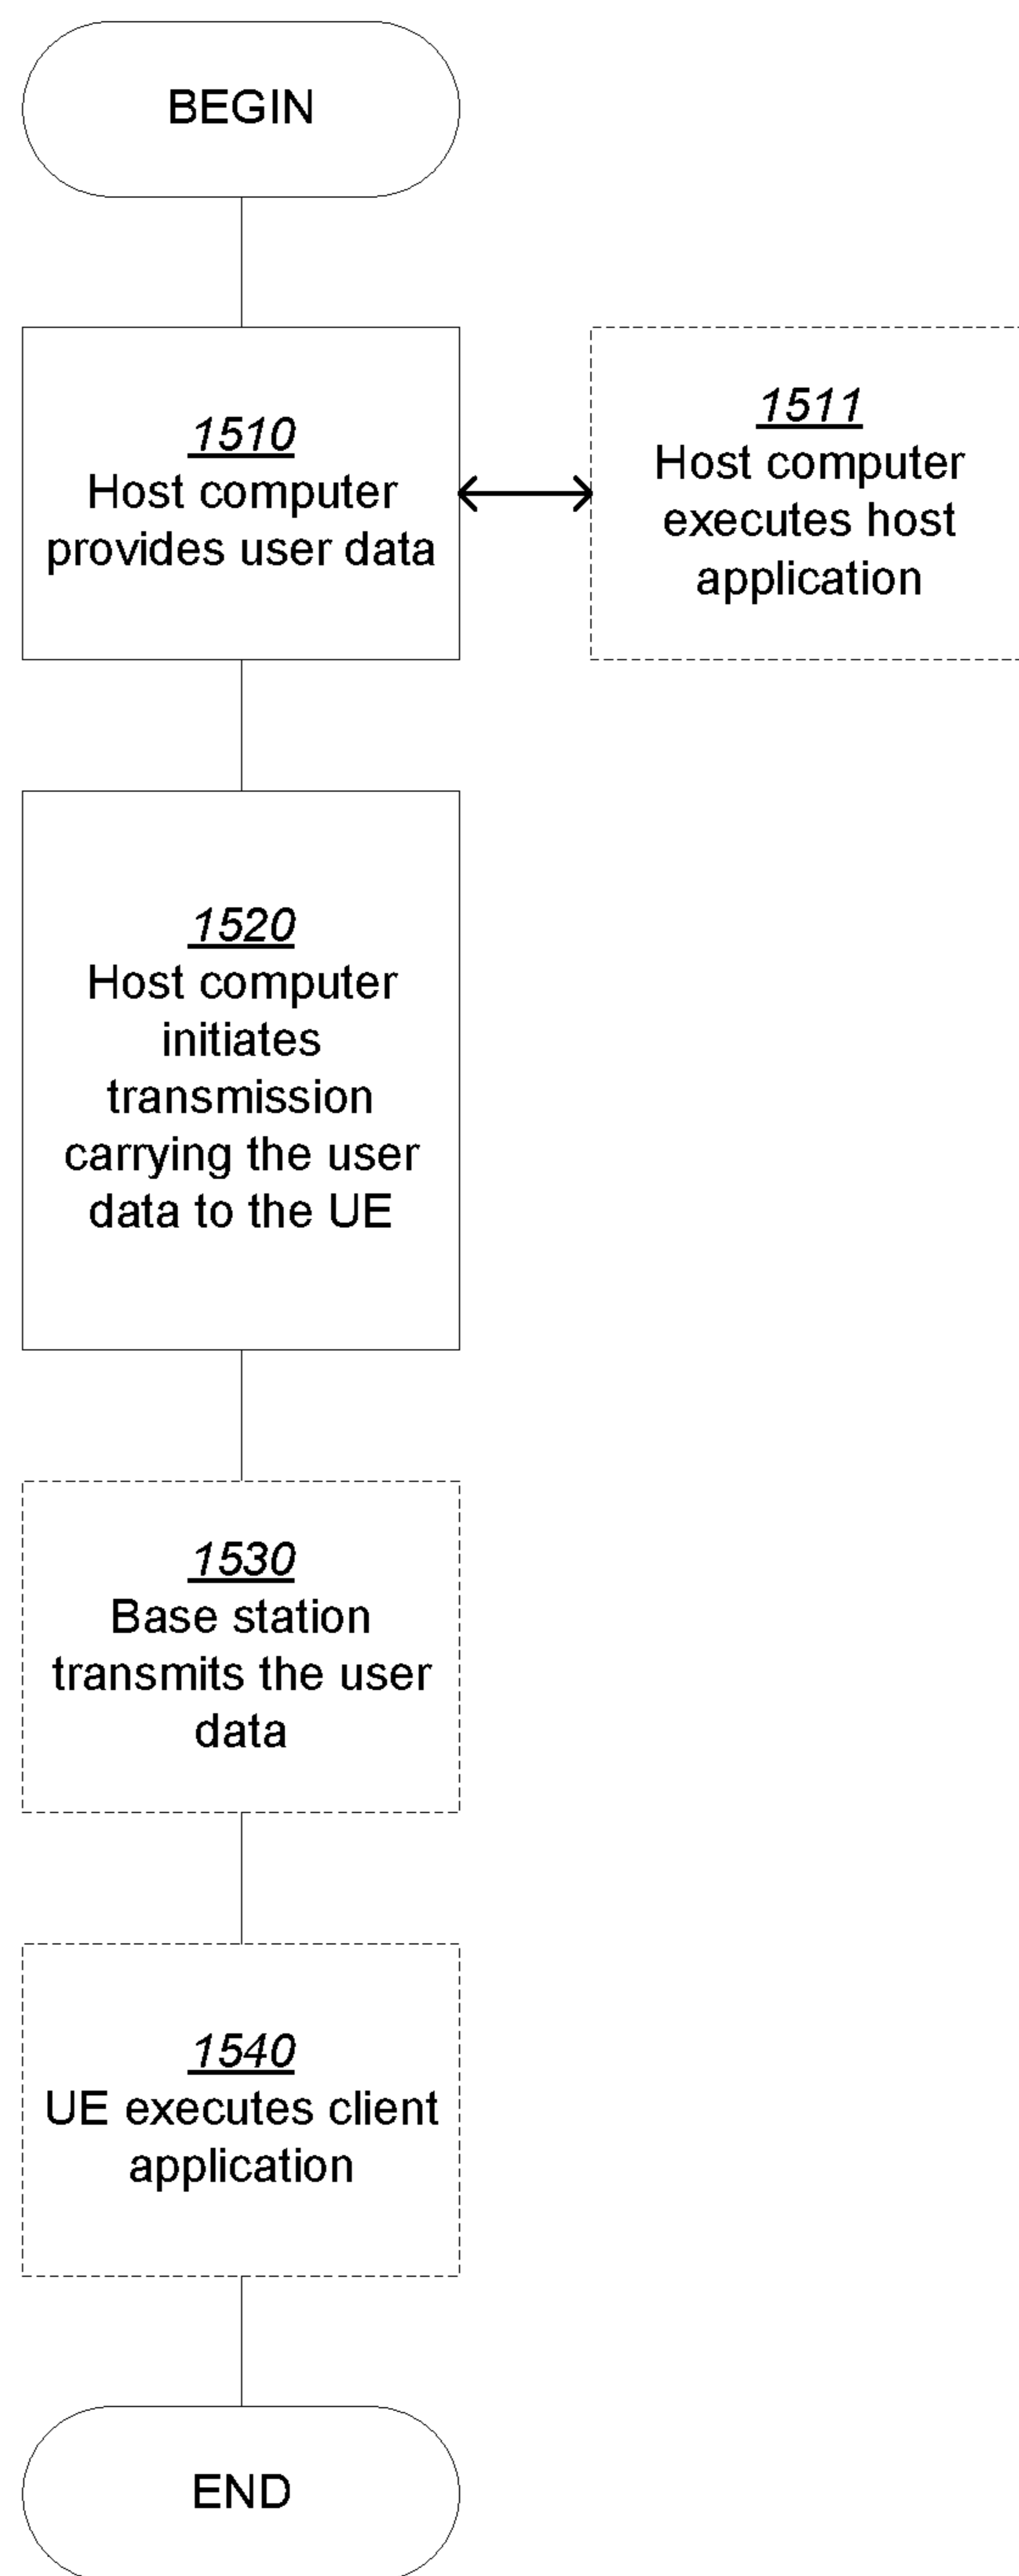 BEGIN
1510
Host computer
provides user data
1511
Host computer
executes host
application
1520
Host computer
initiates
transmission
carrying the user
data to the UE
1530
Base station
transmits the user
data
1540
UE executes client
application
END